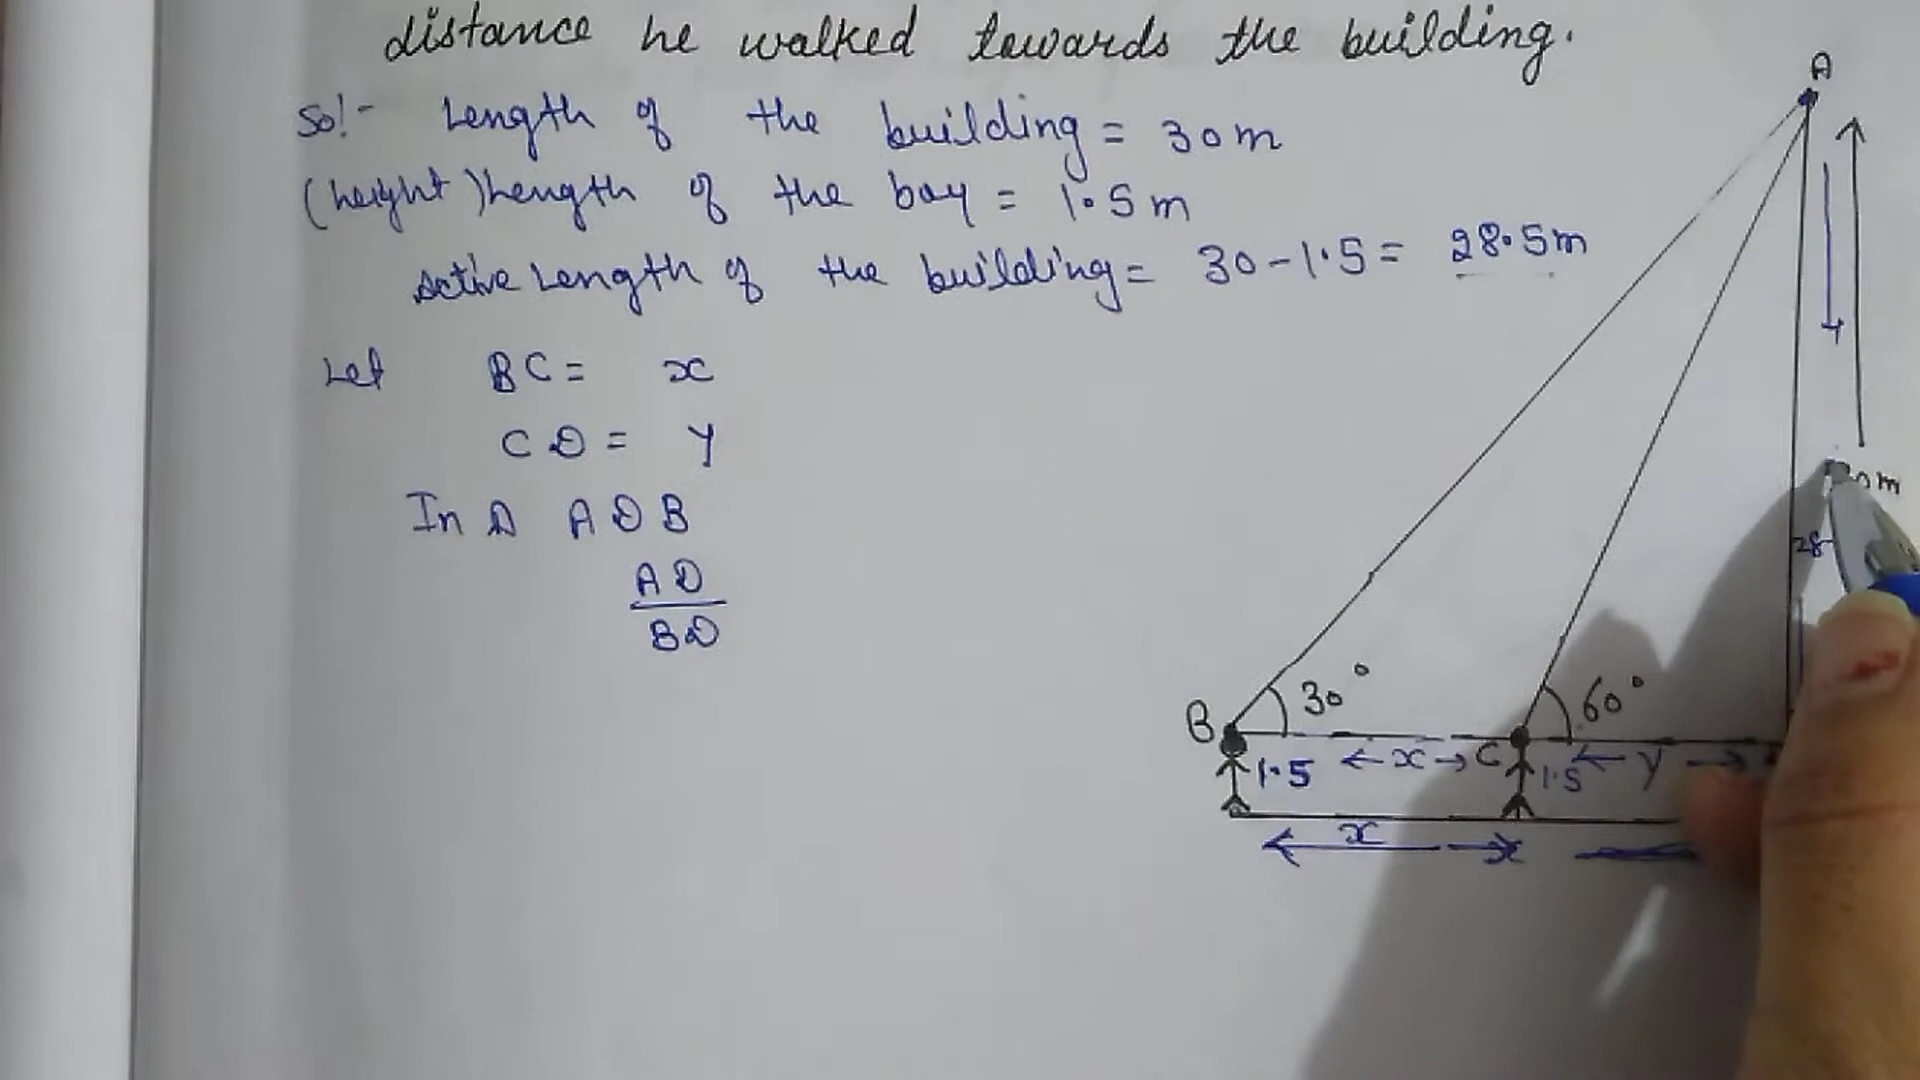 distance he walked towards the building.
Sol- Length of the building = 30m
(height) Length of the boy = 1.5m
Active Length of the building = 30-1.5 = 28.5m
Let BC = x
CD = y
In Δ ADB
AD
BD
A
28
B
30°
60°
1.5
x
C
1.5
y
x